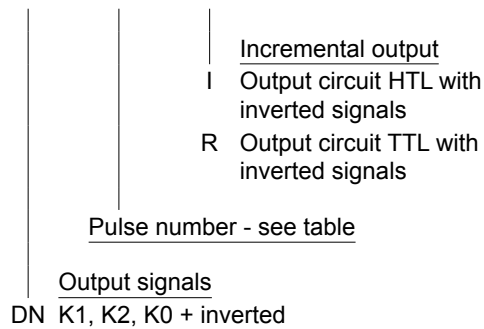 Incremental output
I Output circuit HTL with
inverted signals
R Output circuit TTL with
inverted signals
Pulse number - see table
Output signals
DN K1, K2, K0 + inverted